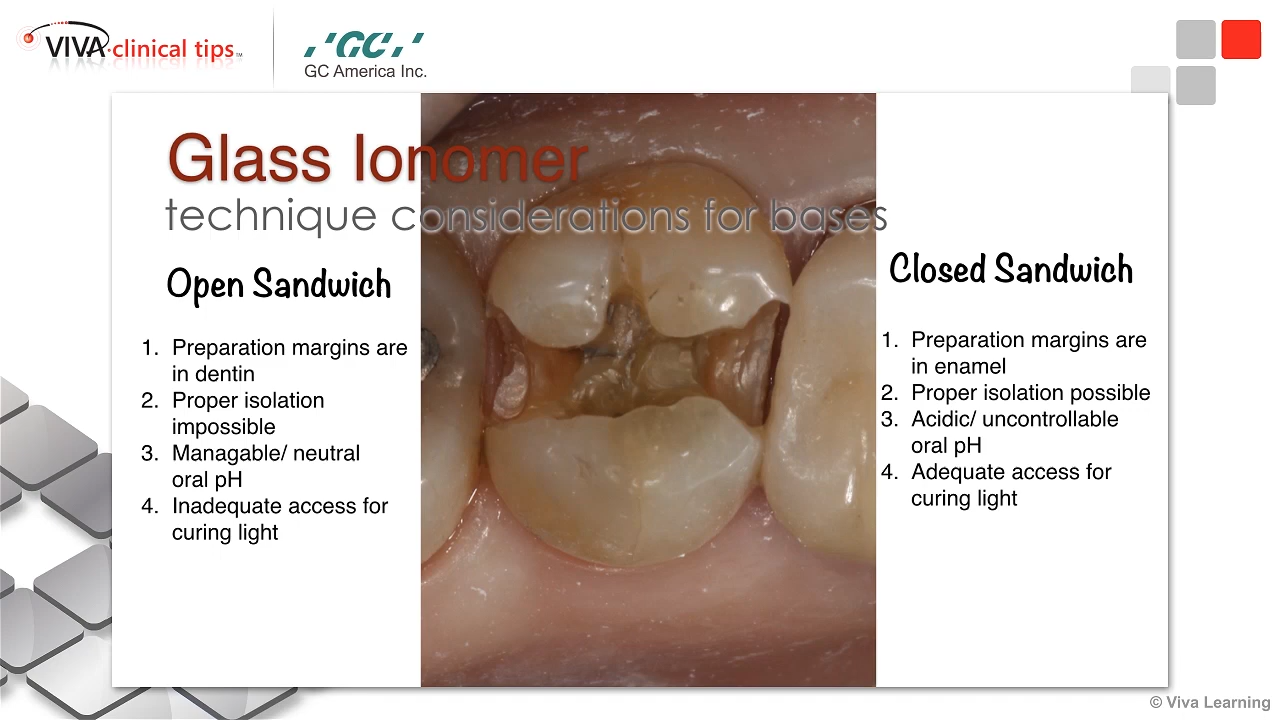 VIVA clinical tips™
GC
GC America Inc.
Glass Ionomer
technique considerations for bases
Open Sandwich
1. Preparation margins are
in dentin
2. Proper isolation
impossible
3. Managable/ neutral
oral pH
4. Inadequate access for
curing light
Closed Sandwich
1. Preparation margins are
in enamel
2. Proper isolation possible
3. Acidic/ uncontrollable
oral pH
4. Adequate access for
curing light
© Viva Learning